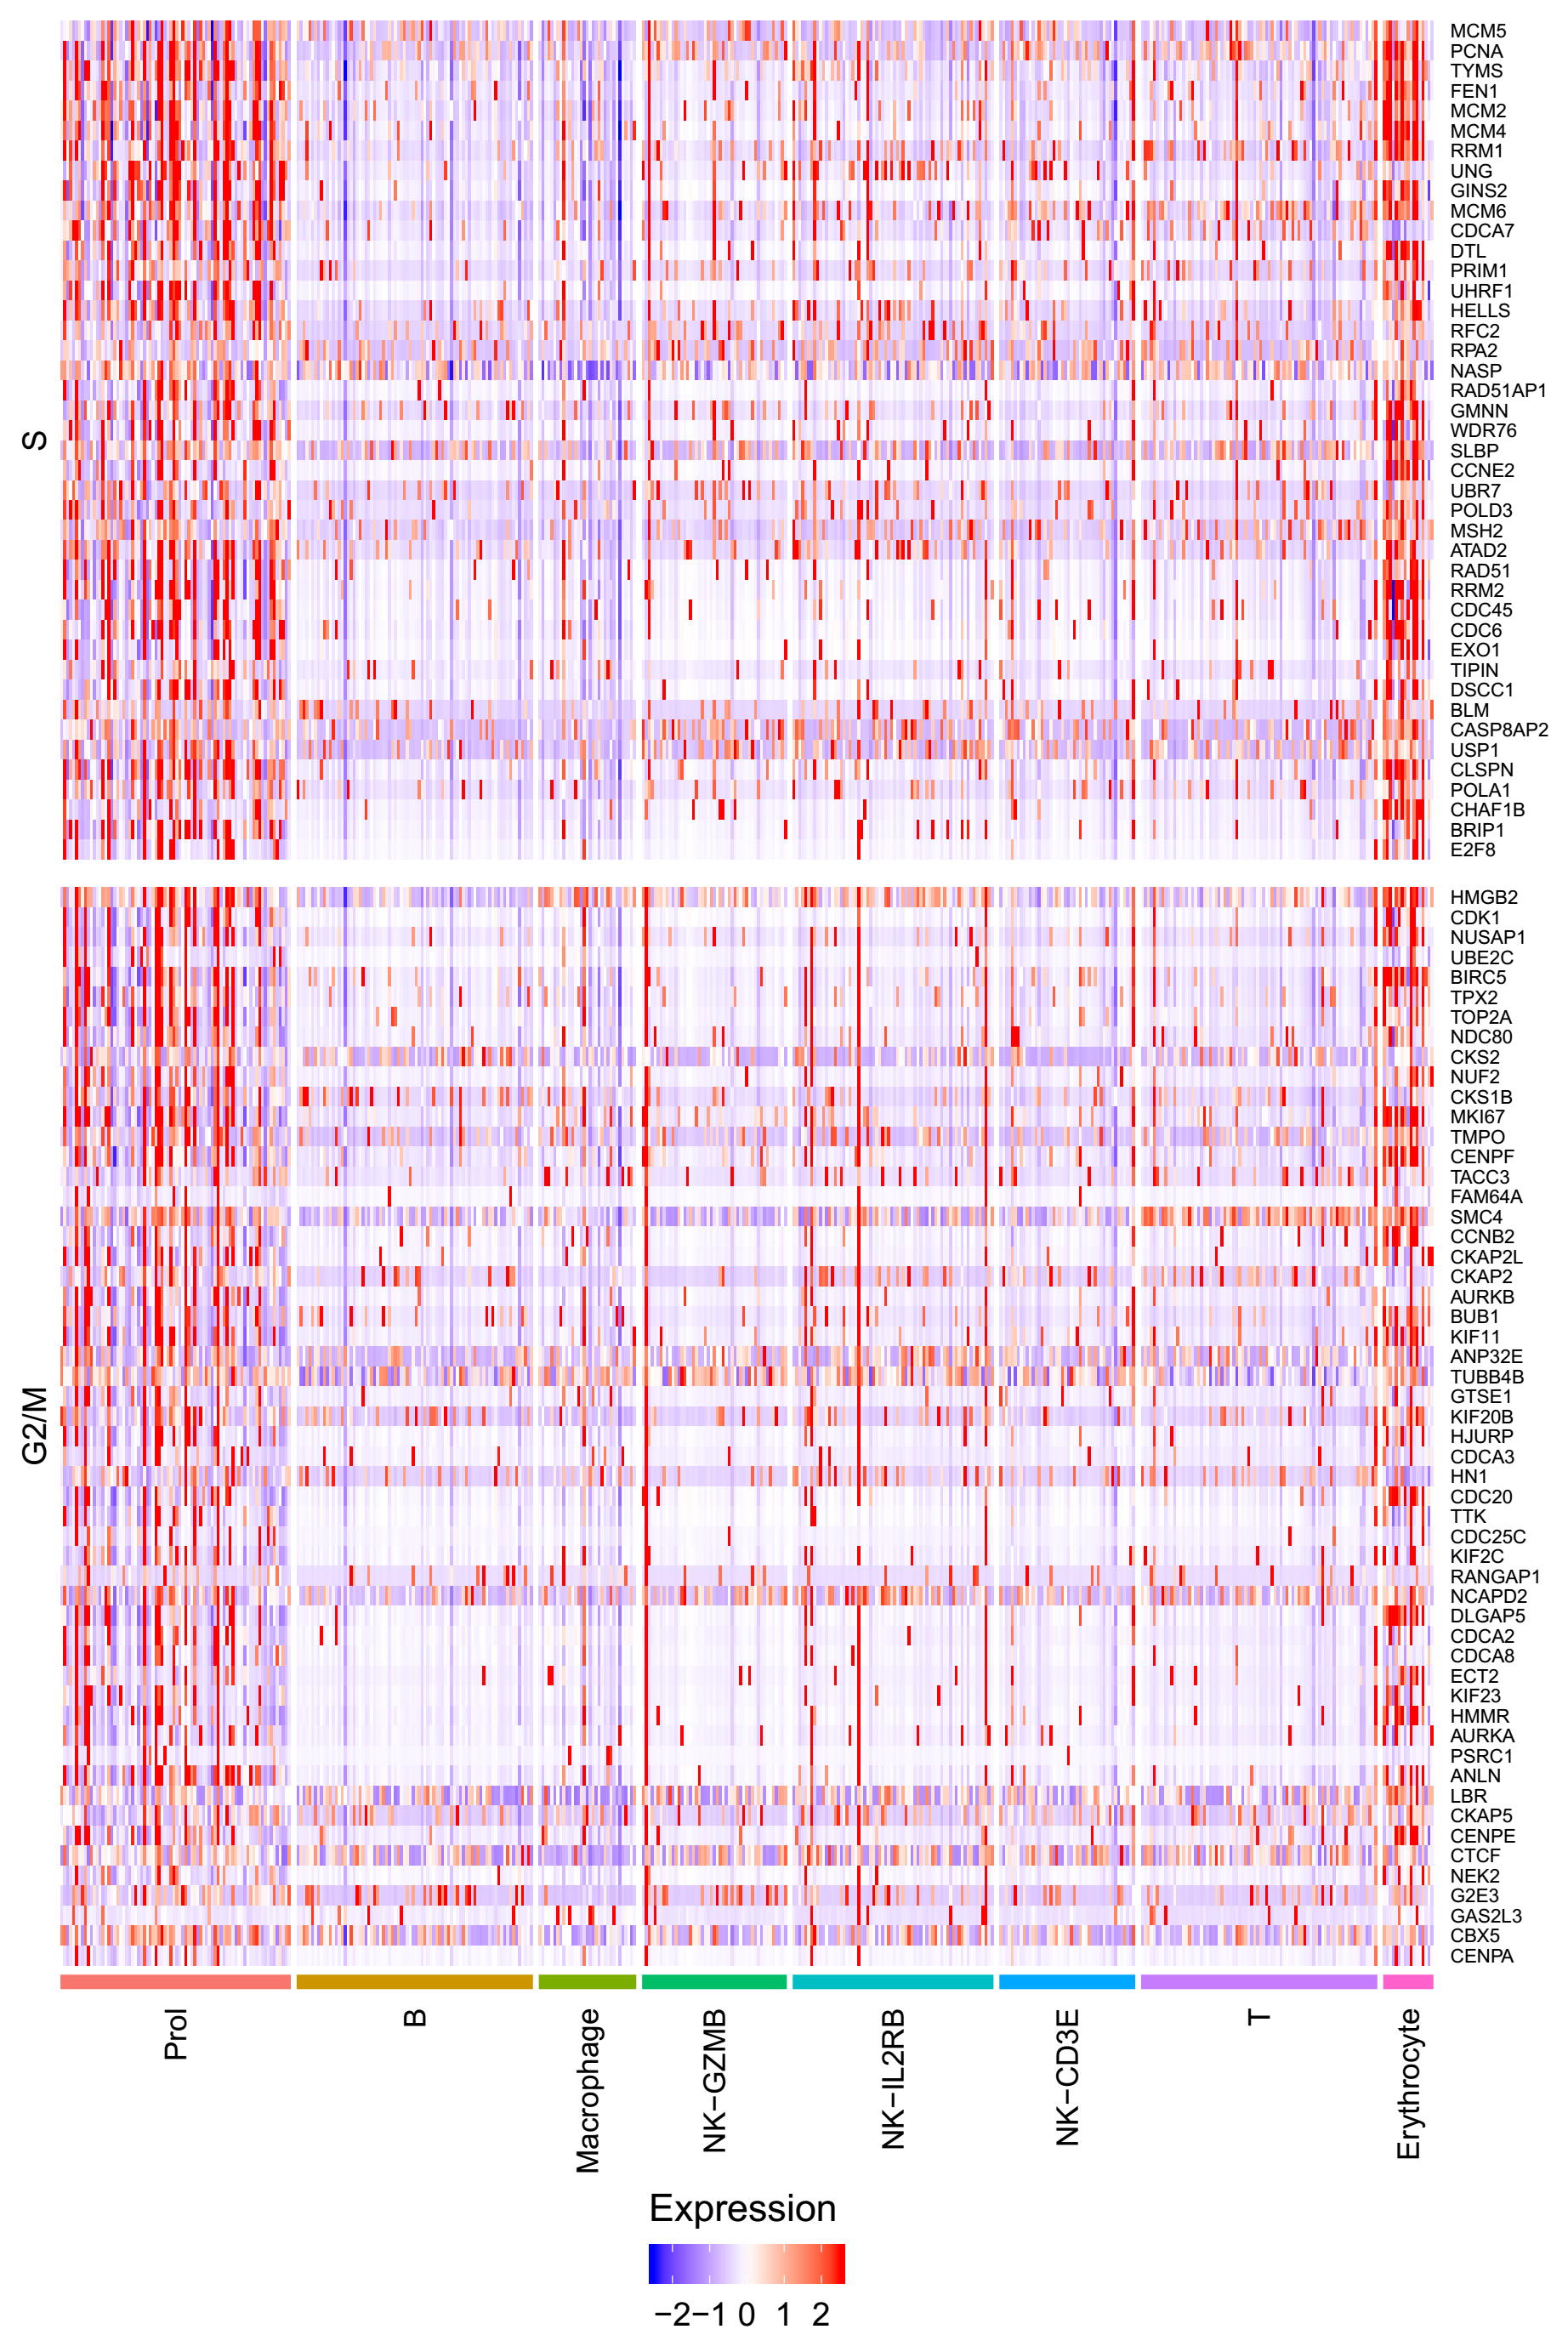 S
MCM5
PCNA
TYMS
FEN1
MCM2
MCM4
RRM1
UNG
GINS2
MCM6
CDCA7
DTL
PRIM1
UHRF1
HELLS
RFC2
RPA2
NASP
RAD51AP1
GMNN
WDR76
SLBP
CCNE2
UBR7
POLD3
MSH2
ATAD2
RAD51
RRM2
CDC45
CDC6
EXO1
TIPIN
DSCC1
BLM
CASP8AP2
USP1
CLSPN
POLA1
CHAF1B
BRIP1
E2F8
G2/M
HMGB2
CDK1
NUSAP1
UBE2C
BIRC5
TPX2
TOP2A
NDC80
CKS2
NUF2
CKS1B
MKI67
TMPO
CENPF
TACC3
FAM64A
SMC4
CCNB2
CKAP2L
CKAP2
AURKB
BUB1
KIF11
ANP32E
TUBB4B
GTSE1
KIF20B
HJURP
CDCA3
HN1
CDC20
TTK
CDC25C
KIF2C
RANGAP1
NCAPD2
DLGAP5
CDCA2
CDCA8
ECT2
KIF23
HMMR
AURKA
PSRC1
ANLN
LBR
CKAP5
CENPE
CTCF
NEK2
G2E3
GAS2L3
CBX5
CENPA
Prol
B
Macrophage
NK−GZMB
NK−IL2RB
NK−CD3E
T
Erythrocyte
Expression
−2 −1 0 1 2